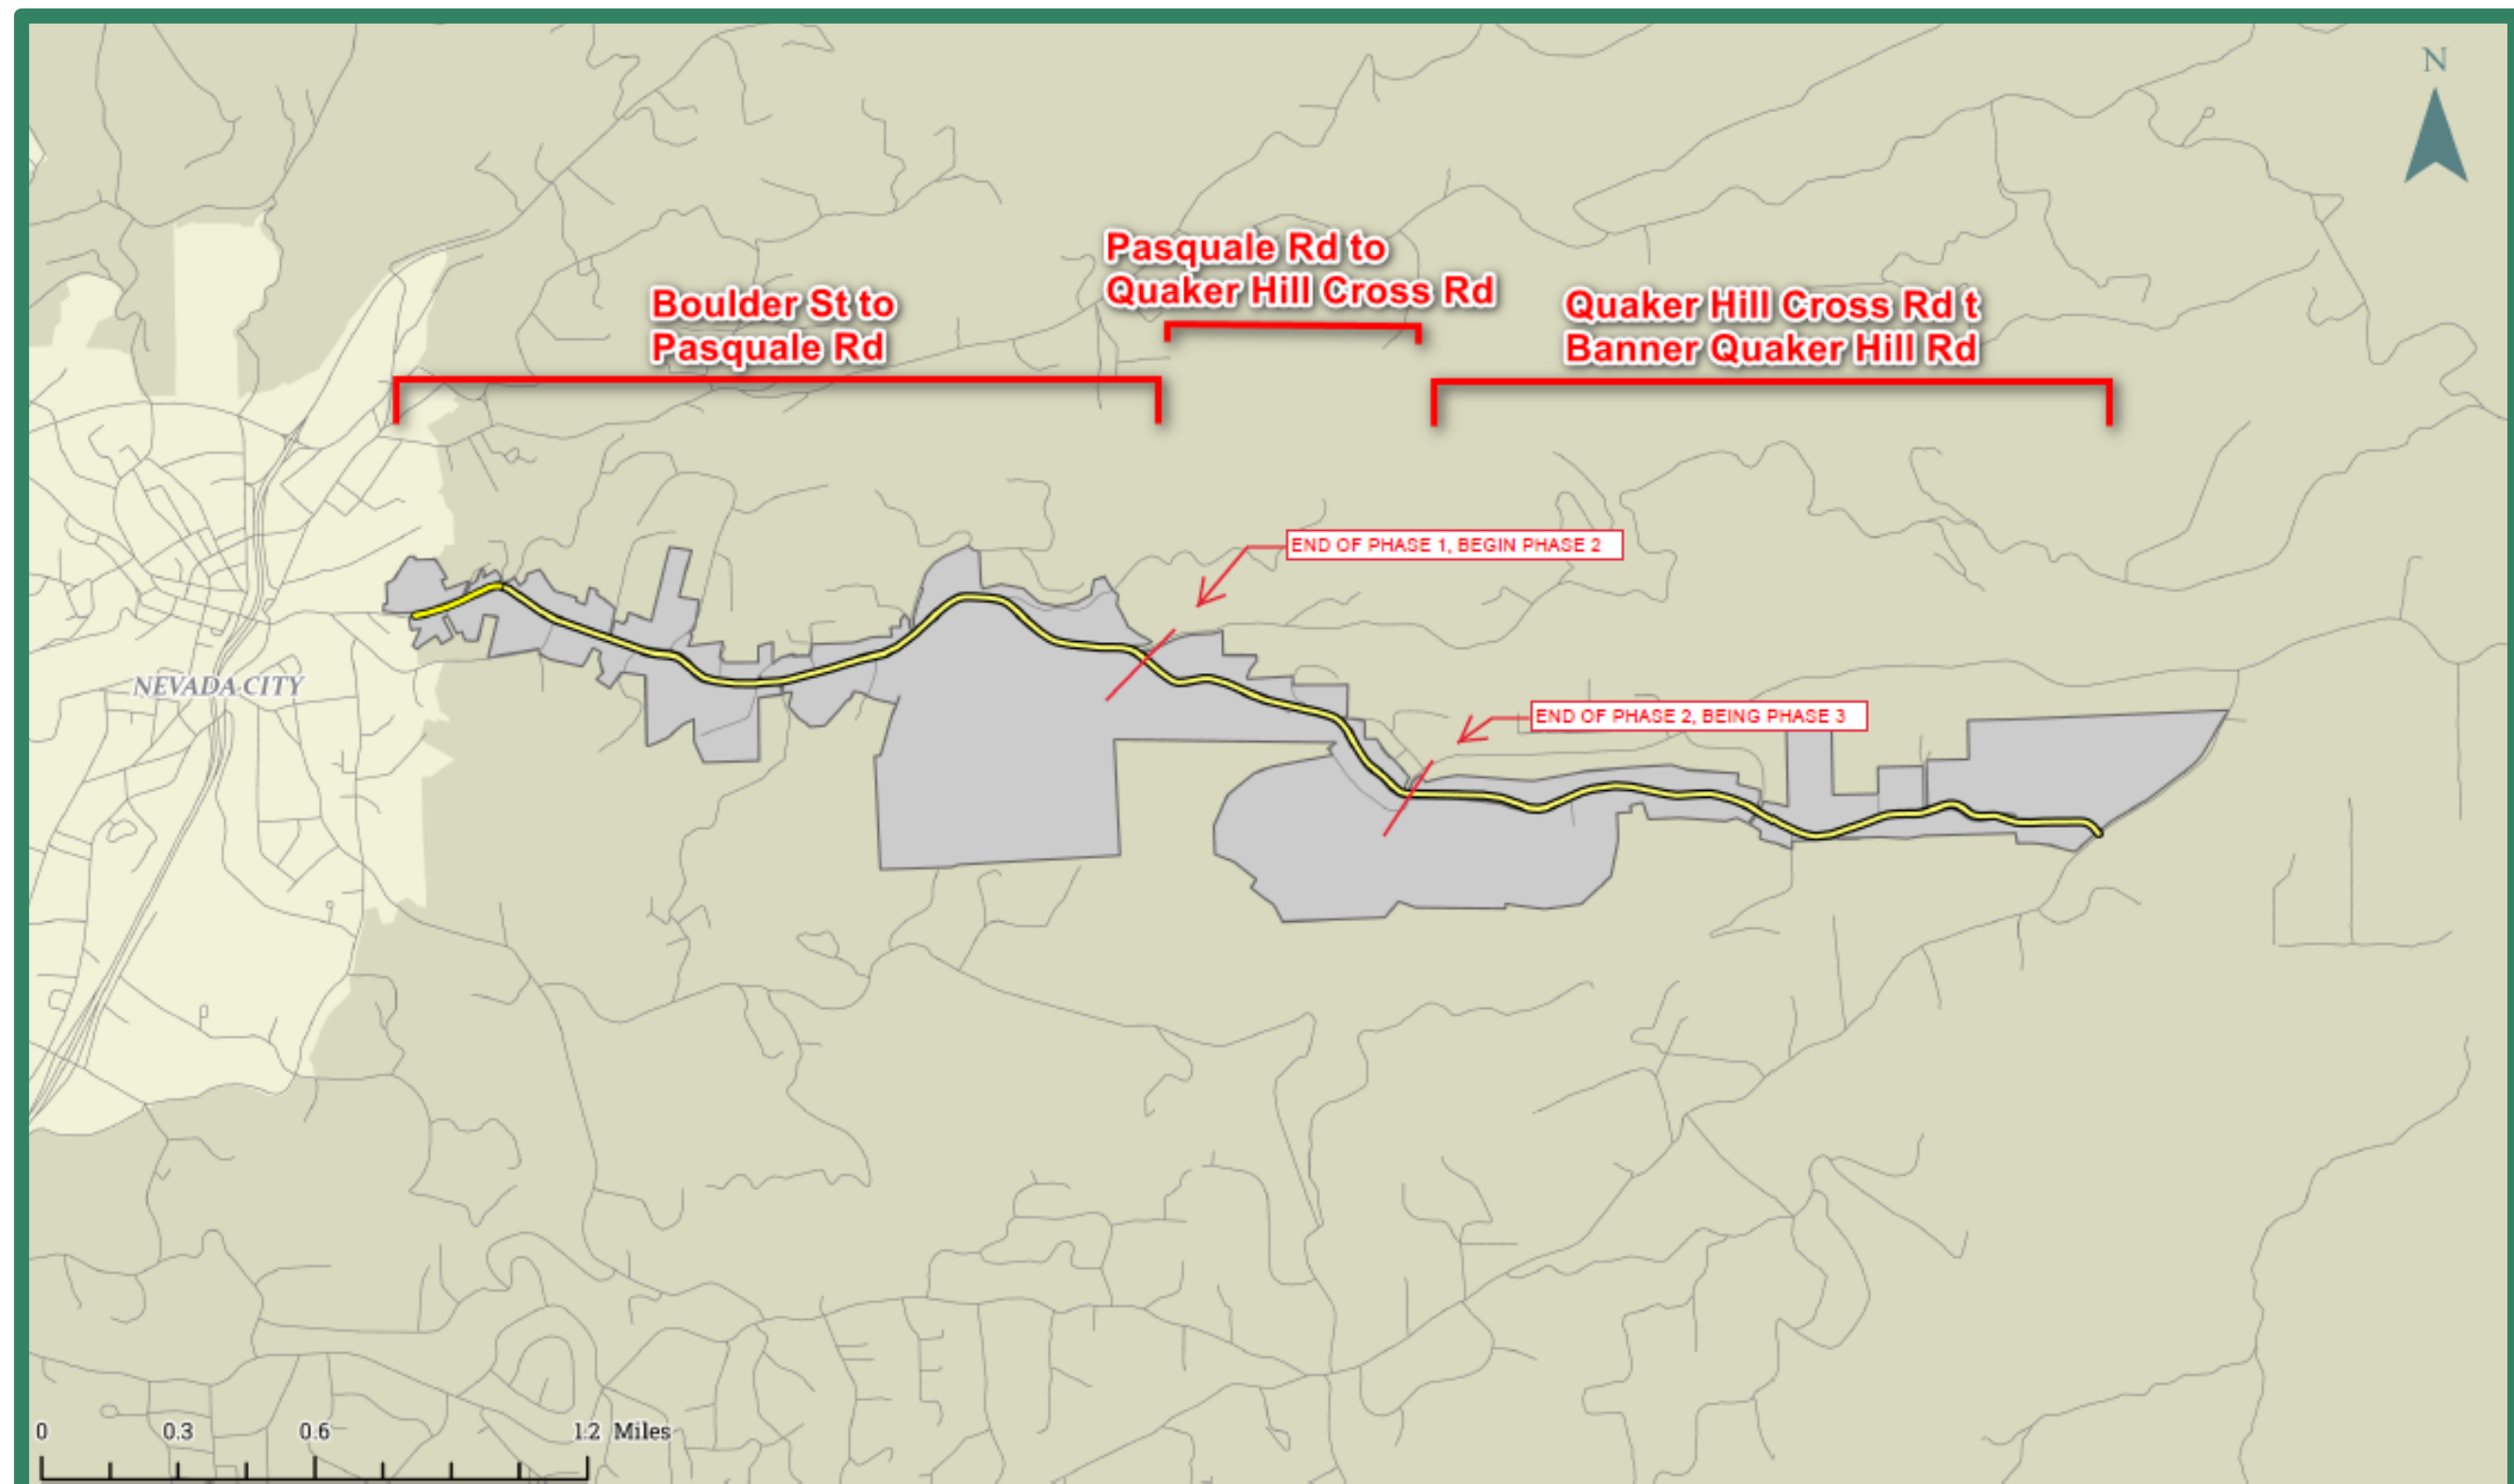 N
Pasquale Rd to
Quaker Hill Cross Rd
Boulder St to
Pasquale Rd
Quaker Hill Cross Rd t
Banner Quaker Hill Rd
END OF PHASE 1, BEGIN PHASE 2
NEVADA CITY
END OF PHASE 2, BEING PHASE 3
0 0.3 0.6 1.2 Miles